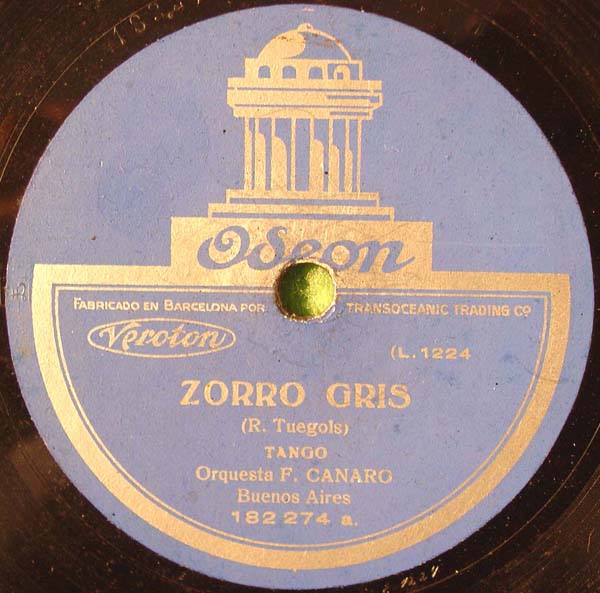 Odeon
FABRICADO EN BARCELONA POR TRANSOCEANIC TRADING CO
Veroton
(L.1224
ZORRO GRIS
(R. Tuegols)
TANGO
Orquesta F. CANARO
Buenos Aires
182 274 a.